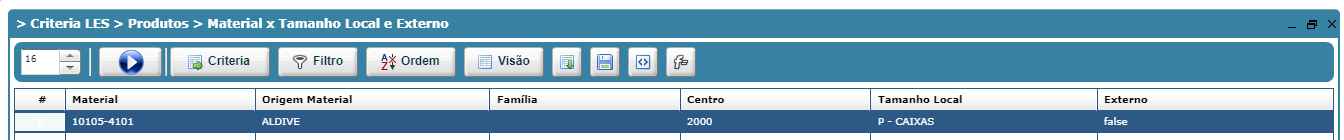 > Criteria LES > Produtos > Material x Tamanho Local e Externo
16 Criteria Filtro Ordem Visão
# Material Origem Material Família Centro Tamanho Local Externo
10105-4101 ALDIVE 2000 P - CAIXAS false